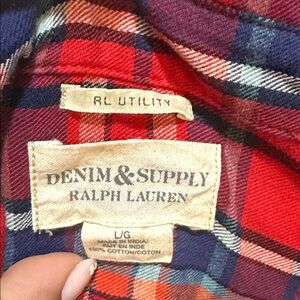 RL UTILITY
DENIM & SUPPLY
RALPH LAUREN
L/G
MADE IN INDIA/
FAIT EN INDE
100% COTTON/COTON